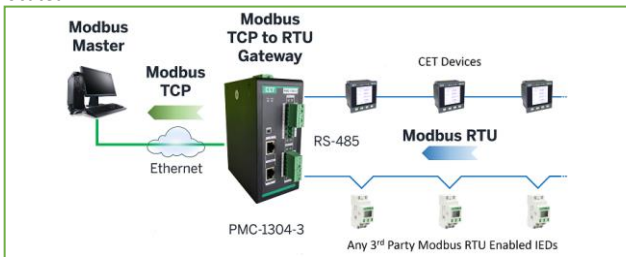 Modbus
Master
Modbus
TCP to RTU
Gateway
Modbus
TCP
Ethernet
CET
PMC-1304-3
RS-485
CET Devices
Modbus RTU
Any 3rd Party Modbus RTU Enabled IEDs